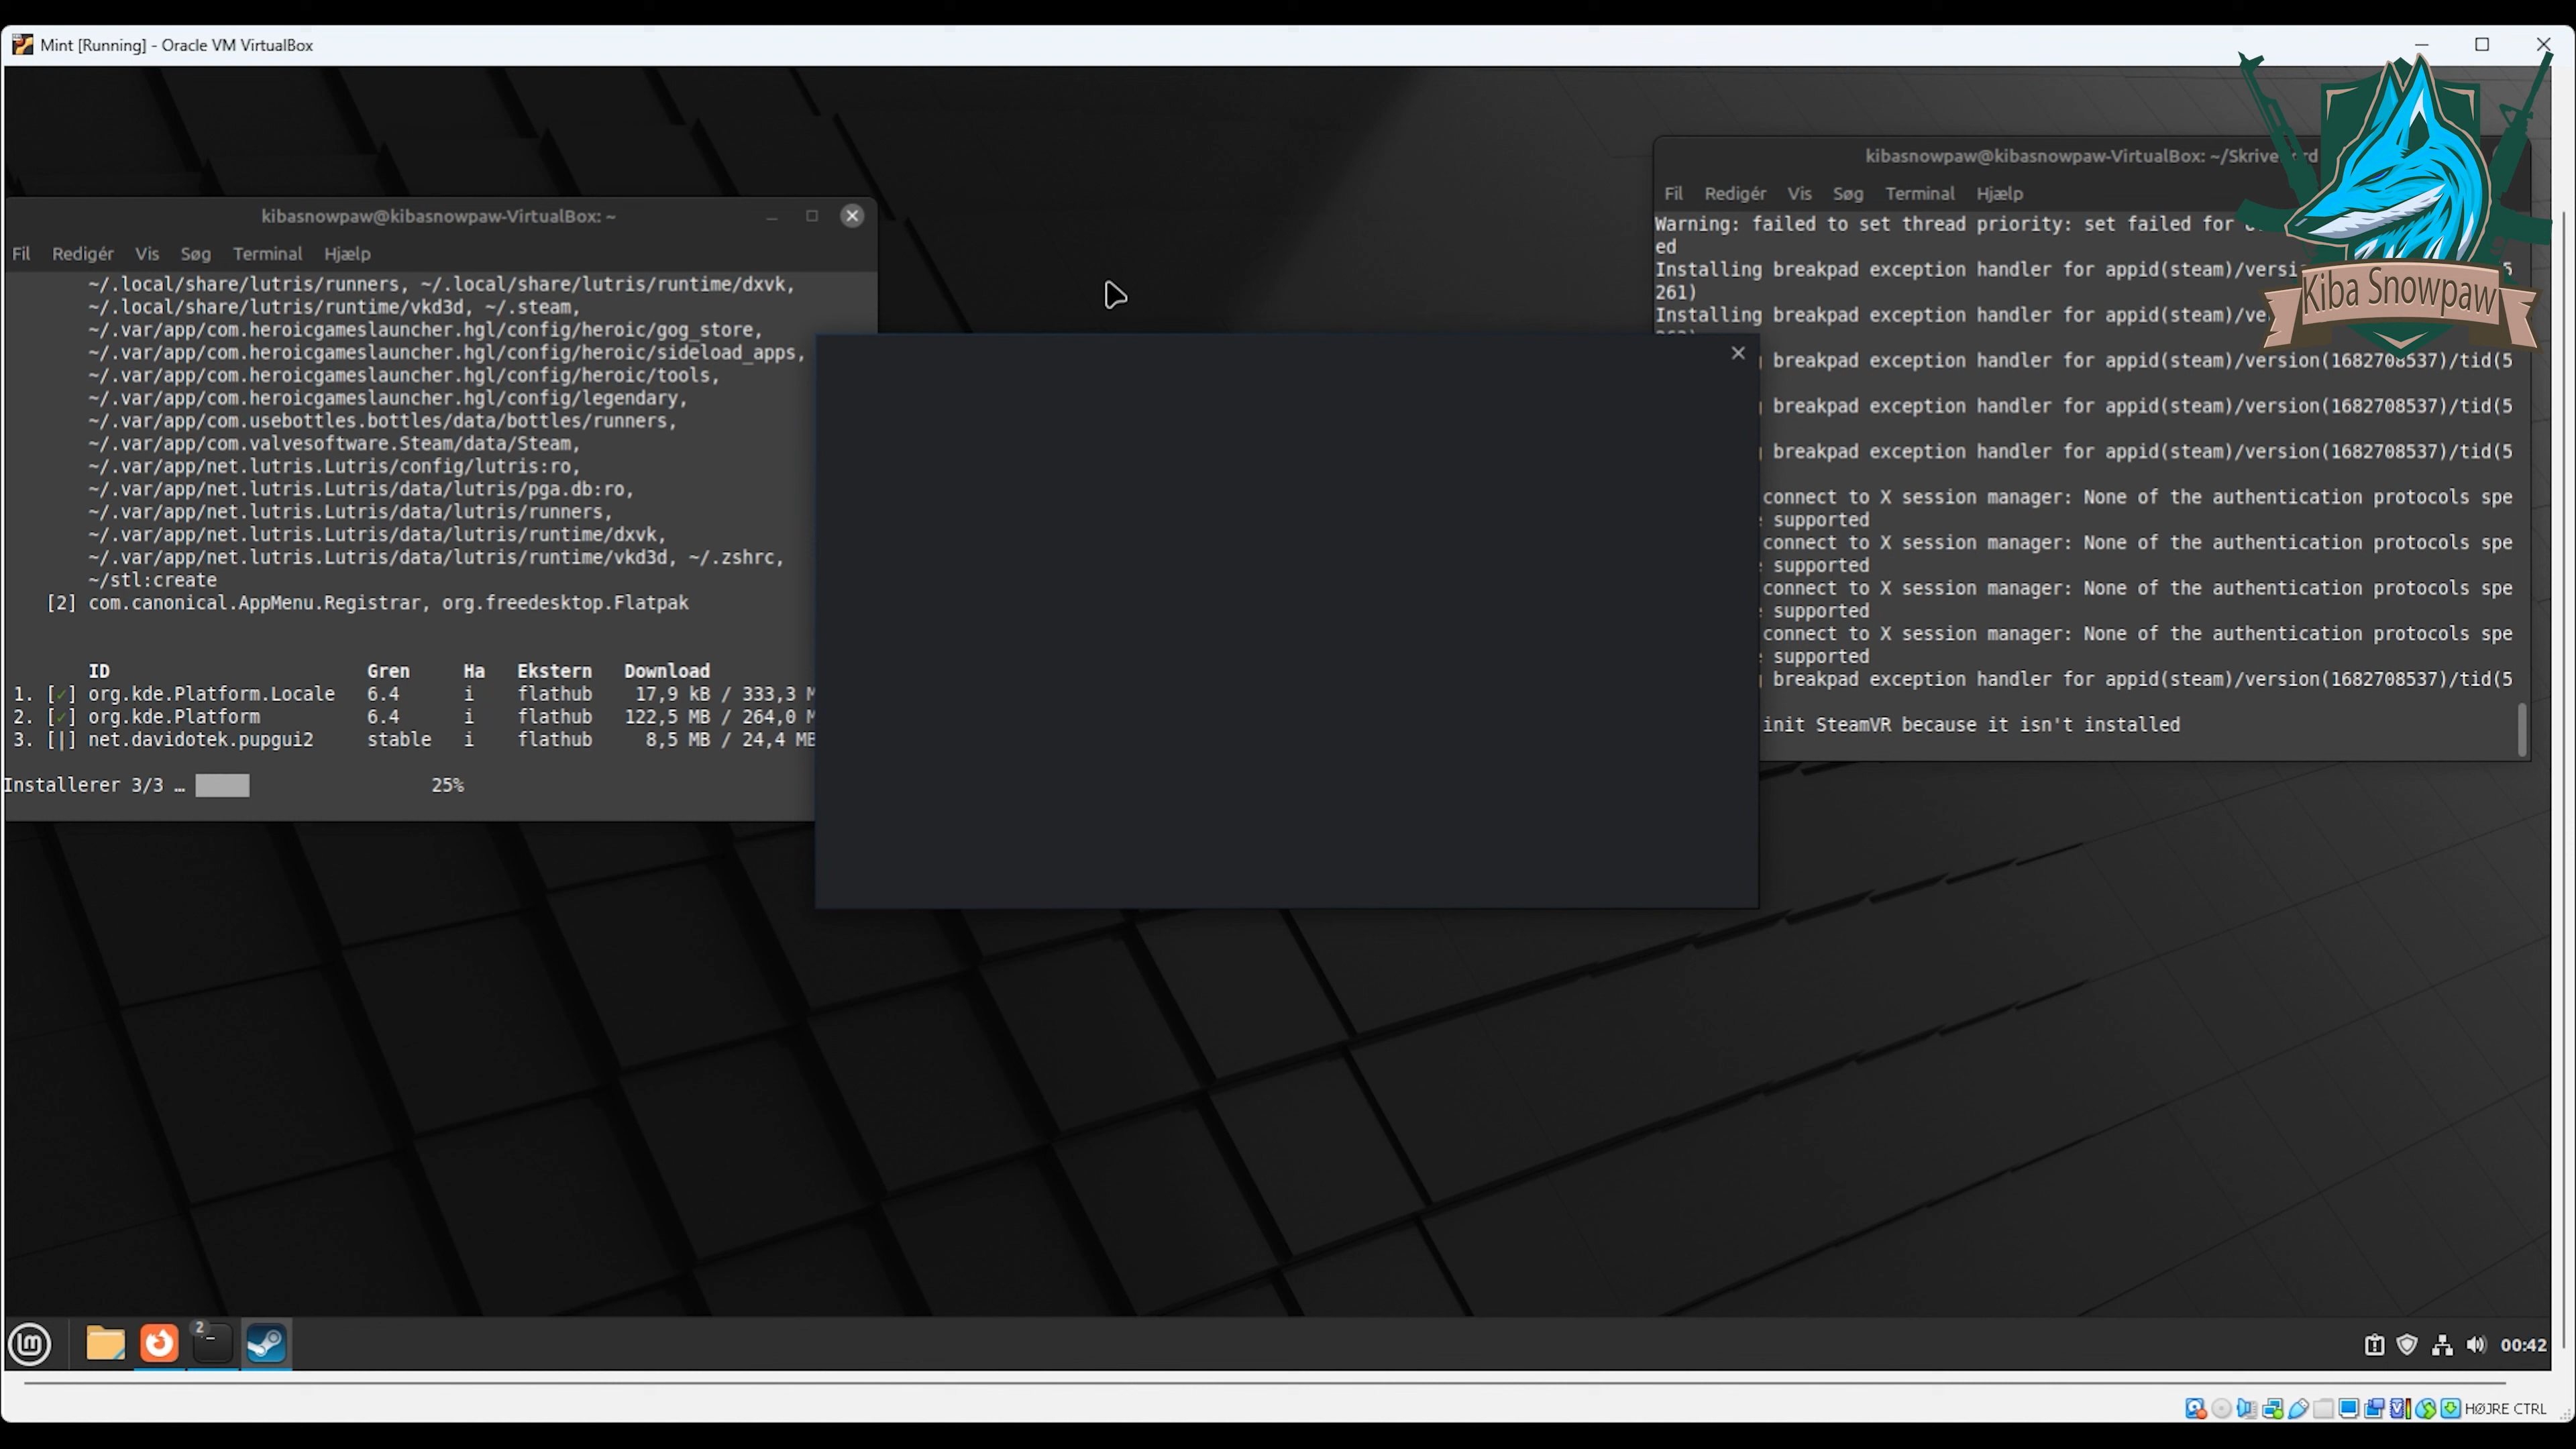 Mint [Running] - Oracle VM VirtualBox
kibasnowpaw@kibasnowpaw-VirtualBox: ~
Fil Redigér Vis Søg Terminal Hjælp
~/.local/share/lutris/runners, ~/.local/share/lutris/runtime/dxvk,
~/.local/share/lutris/runtime/vkd3d, ~/.steam,
~/.var/app/com.heroicgameslauncher.hgl/config/heroic/gog_store,
~/.var/app/com.heroicgameslauncher.hgl/config/heroic/sideload_apps,
~/.var/app/com.heroicgameslauncher.hgl/config/heroic/tools,
~/.var/app/com.heroicgameslauncher.hgl/config/legendary,
~/.var/app/com.usebottles.bottles/data/bottles/runners,
~/.var/app/com.valvesoftware.Steam/data/Steam,
~/.var/app/net.lutris.Lutris/config/lutris:ro,
~/.var/app/net.lutris.Lutris/data/lutris/pga.db:ro,
~/.var/app/net.lutris.Lutris/data/lutris/runners,
~/.var/app/net.lutris.Lutris/data/lutris/runtime/dxvk,
~/.var/app/net.lutris.Lutris/data/lutris/runtime/vkd3d, ~/.zshrc,
~/stl:create
[2] com.canonical.AppMenu.Registrar, org.freedesktop.Flatpak
ID Gren Ha Ekstern Download
1. [✓] org.kde.Platform.Locale 6.4 i flathub 17,9 kB / 333,3 M
2. [✓] org.kde.Platform 6.4 i flathub 122,5 MB / 264,0 M
3. [|] net.davidotek.pupgui2 stable i flathub 8,5 MB / 24,4 MB
Installerer 3/3 … 25%
kibasnowpaw@kibasnowpaw-VirtualBox: ~/Skrivebord
Fil Redigér Vis Søg Terminal Hjælp
Warning: failed to set thread priority: set failed for
ed
Installing breakpad exception handler for appid(steam)/versi
261)
Installing breakpad exception handler for appid(steam)/ve
breakpad exception handler for appid(steam)/version(1682708537)/tid(5
breakpad exception handler for appid(steam)/version(1682708537)/tid(5
breakpad exception handler for appid(steam)/version(1682708537)/tid(5
connect to X session manager: None of the authentication protocols spe
supported
connect to X session manager: None of the authentication protocols spe
supported
connect to X session manager: None of the authentication protocols spe
supported
connect to X session manager: None of the authentication protocols spe
supported
breakpad exception handler for appid(steam)/version(1682708537)/tid(5
init SteamVR because it isn't installed
Kiba Snowpaw
2
00:42
HØJRE CTRL